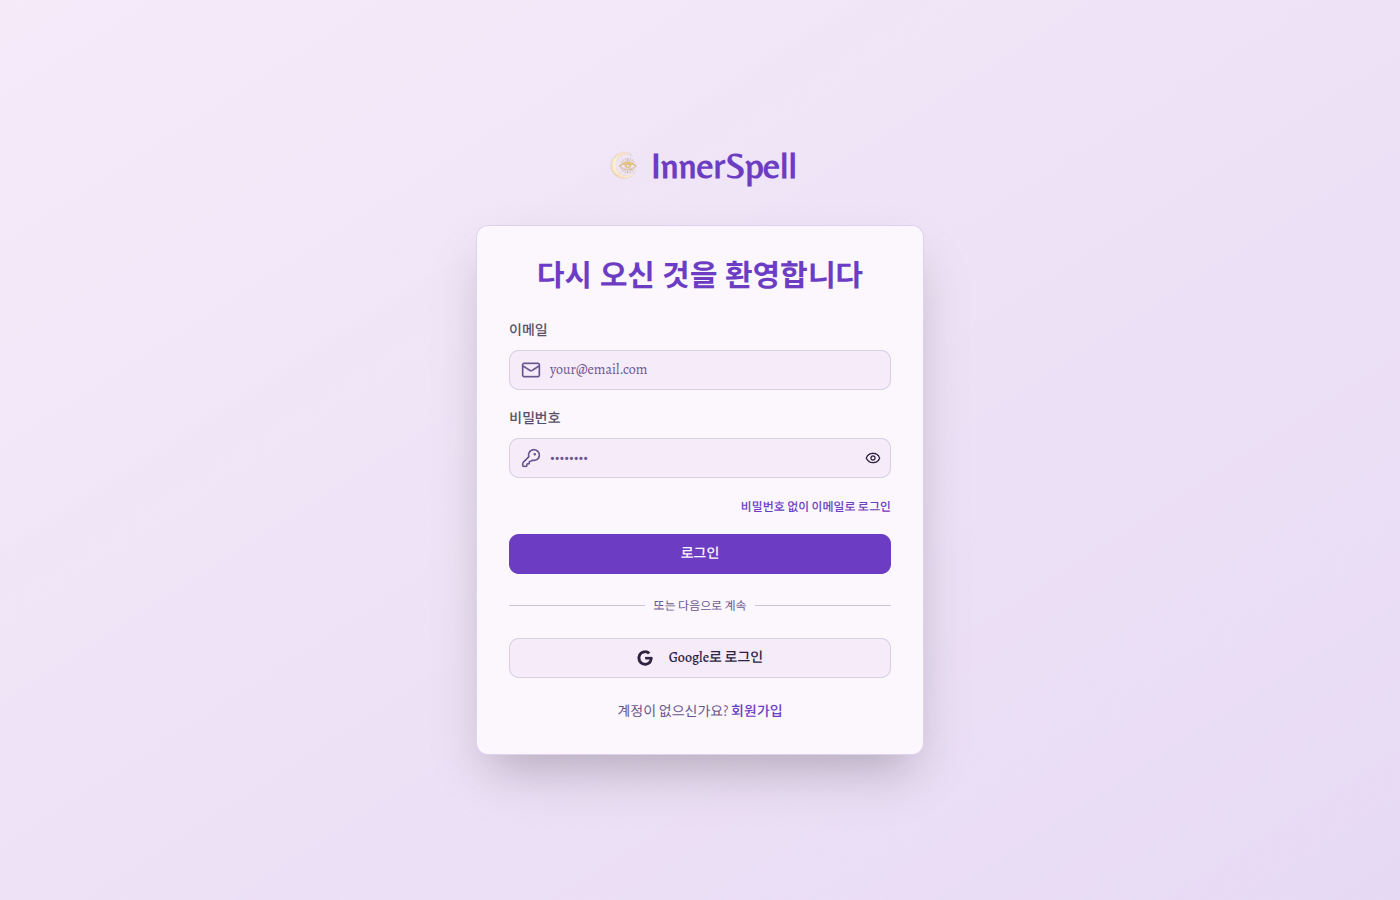 InnerSpell
다시 오신 것을 환영합니다
이메일
your@email.com
비밀번호
••••••••
비밀번호 없이 이메일로 로그인
로그인
또는 다음으로 계속
Google로 로그인
계정이 없으신가요? 회원가입